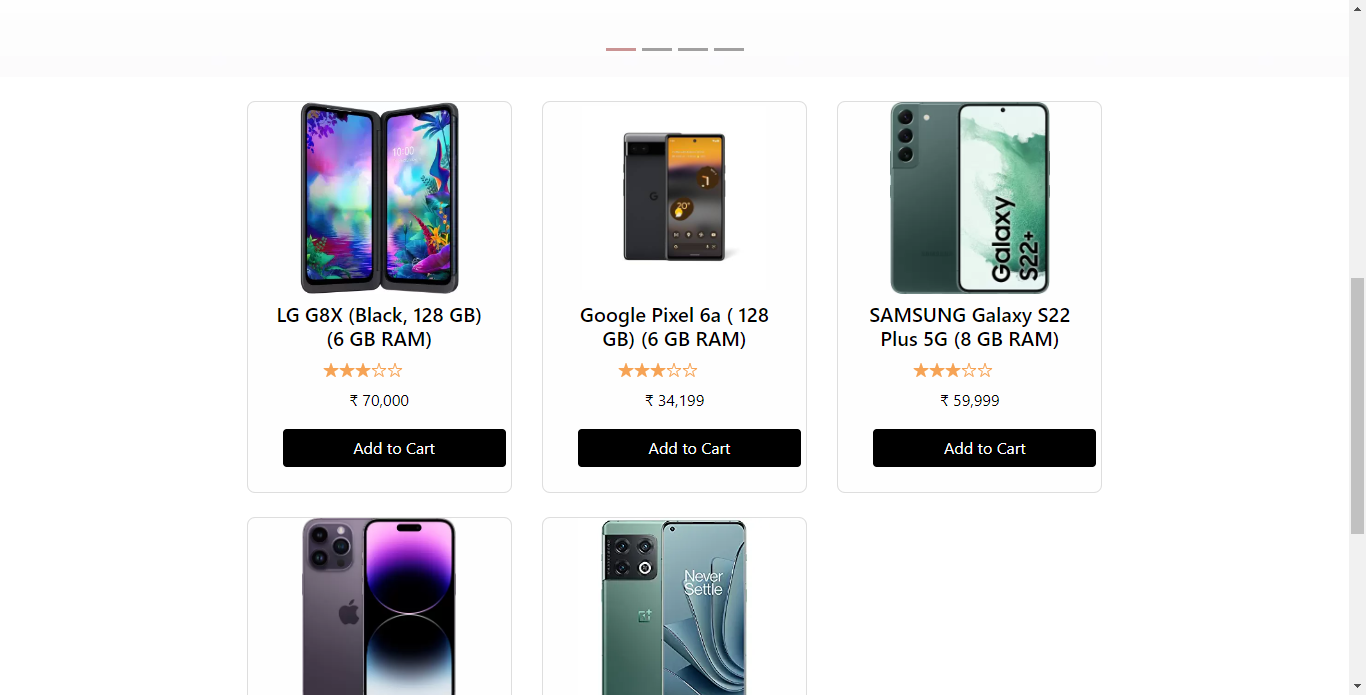 10:00
Galaxy
S22+
20°
LG G8X (Black, 128 GB)
(6 GB RAM)
Google Pixel 6a ( 128
GB) (6 GB RAM)
SAMSUNG Galaxy S22
Plus 5G (8 GB RAM)
₹ 70,000
₹ 34,199
₹ 59,999
Add to Cart
Add to Cart
Add to Cart
Never
Settle